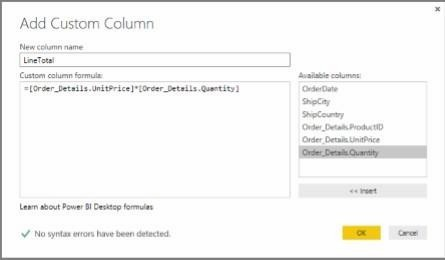 Add Custom Column
New column name
LineTotal
Custom column formula:
=[Order_Details.UnitPrice]*[Order_Details.Quantity]
Available columns:
OrderDate
ShipCity
ShipCountry
Order_Details.ProductID
Order_Details.UnitPrice
Order_Details.Quantity
<< Insert
Learn about Power BI Desktop formulas
No syntax errors have been detected.
OK
Cancel